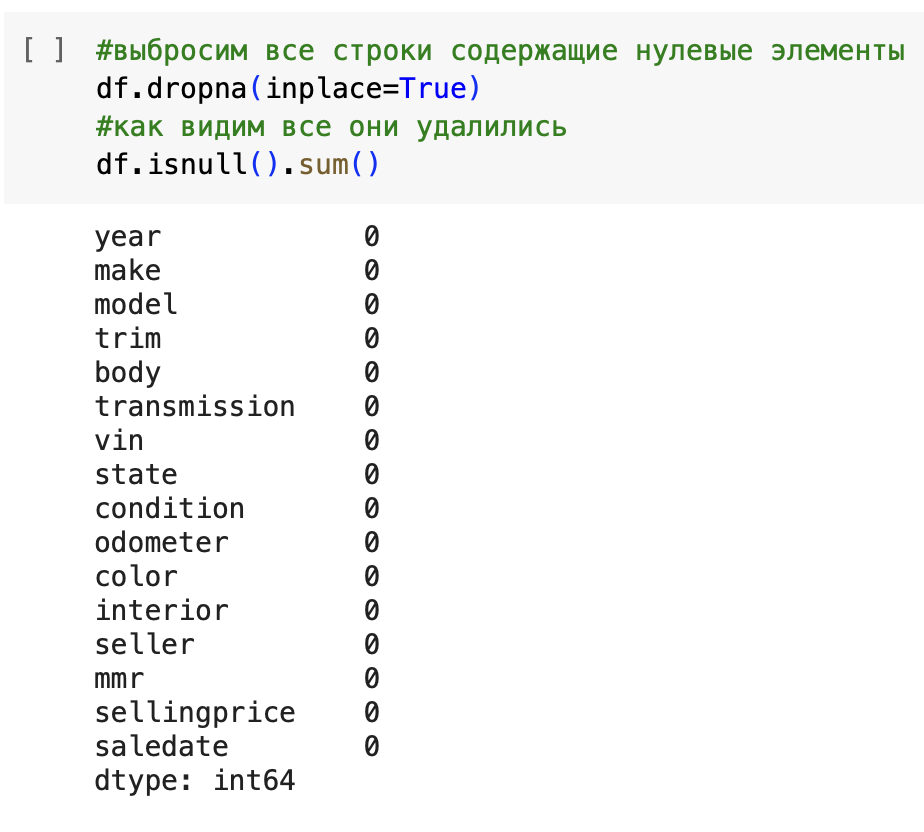 [ ] #выбросим все строки содержащие нулевые элементы
df.dropna(inplace=True)
#как видим все они удалились
df.isnull().sum()
year 0
make 0
model 0
trim 0
body 0
transmission 0
vin 0
state 0
condition 0
odometer 0
color 0
interior 0
seller 0
mmr 0
sellingprice 0
saledate 0
dtype: int64